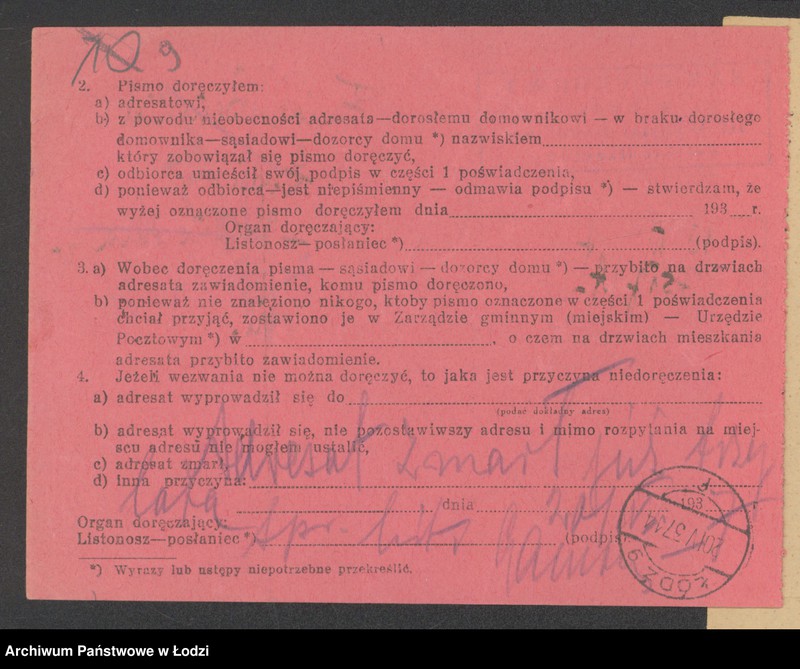 109
2. Pismo doręczyłem:
a) adresatowi,
b) z powodu nieobecności adresata—dorosłemu domownikowi — w braku dorosłego
domownika—sąsiadowi—dozorcy domu *) nazwiskiem
który zobowiązał się pismo doręczyć,
c) odbiorca umieścił swój podpis w części 1 poświadczenia,
d) ponieważ odbiorca—jest niepiśmienny — odmawia podpisu *) — stwierdzam, że
wyżej oznaczone pismo doręczyłem dnia 193 r.
Organ doręczający:
Listonosz—posłaniec *) (podpis).
3. a) Wobec doręczenia pisma — sąsiadowi — dozorcy domu *) — przybito na drzwiach
adresata zawiadomienie, komu pismo doręczono,
b) ponieważ nie znaleziono nikogo, ktoby pismo oznaczone w części 1 poświadczenia
chciał przyjąć, zostawiono je w Zarządzie gminnym (miejskim) — Urzędzie
Pocztowym *) w , o czem na drzwiach mieszkania
adresata przybito zawiadomienie.
4. Jeżeli wezwania nie można doręczyć, to jaka jest przyczyna niedoręczenia:
a) adresat wyprowadził się do
(podać dokładny adres)
b) adresat wyprowadził się, nie pozostawiwszy adresu i mimo rozpytania na miej-
scu adresu nie mogłem ustalić,
c) adresat zmarł,
Adresat zmarł już trzy
d) inna przyczyna:
lata
dnia 193
Organ doręczający:
Listonosz—posłaniec *) (podpis)
ŁÓDŹ 9
*) Wyrazy lub ustępy niepotrzebne przekreślić.
Archiwum Państwowe w Łodzi